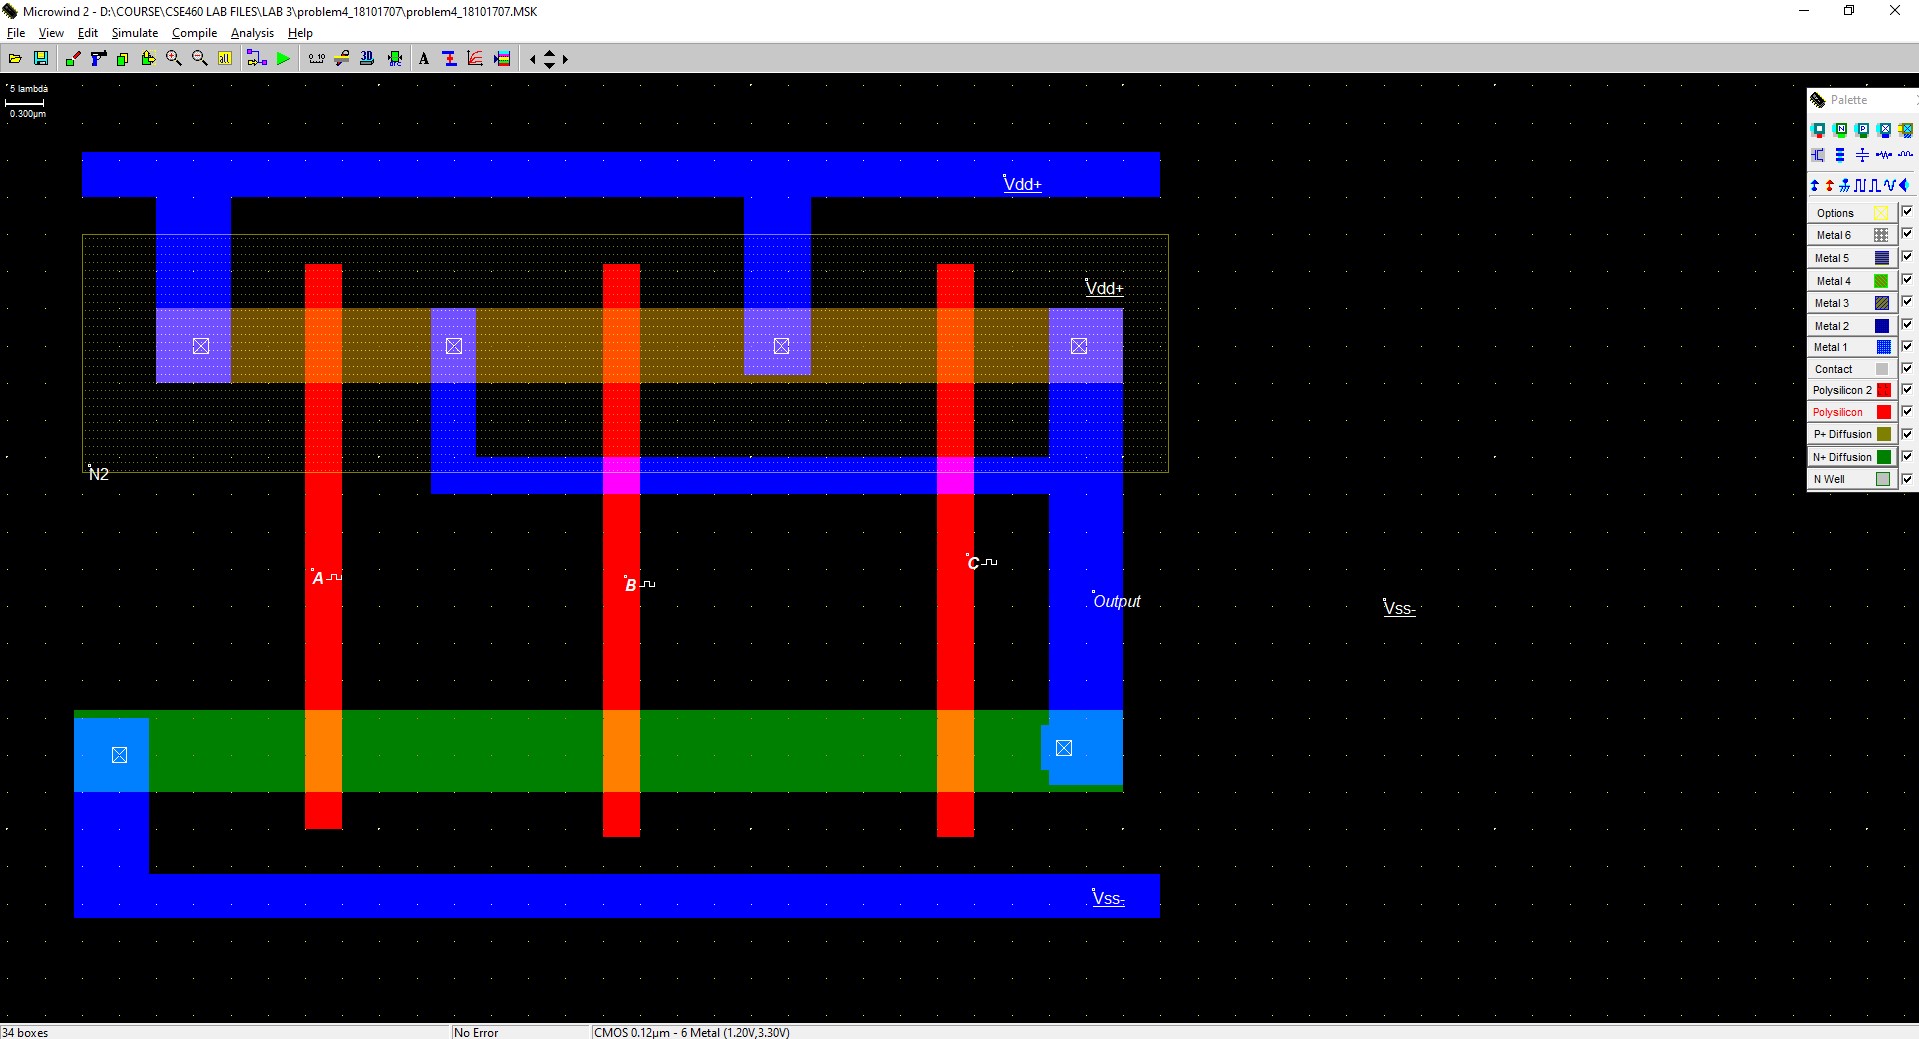 Microwind 2 - D:\COURSE\CSE460 LAB FILES\LAB 3\problem4_18101707\problem4_18101707.MSK
File View Edit Simulate Compile Analysis Help
5 lambda
0.300µm
Palette
Vdd+
Options
Metal 6
Metal 5
Vdd+
Metal 4
Metal 3
Metal 2
Metal 1
Contact
Polysilicon 2
Polysilicon
P+ Diffusion
N+ Diffusion
N Well
N2
A
B
C
Output
Vss-
Vss-
34 boxes
No Error
CMOS 0.12µm - 6 Metal (1.20V,3.30V)